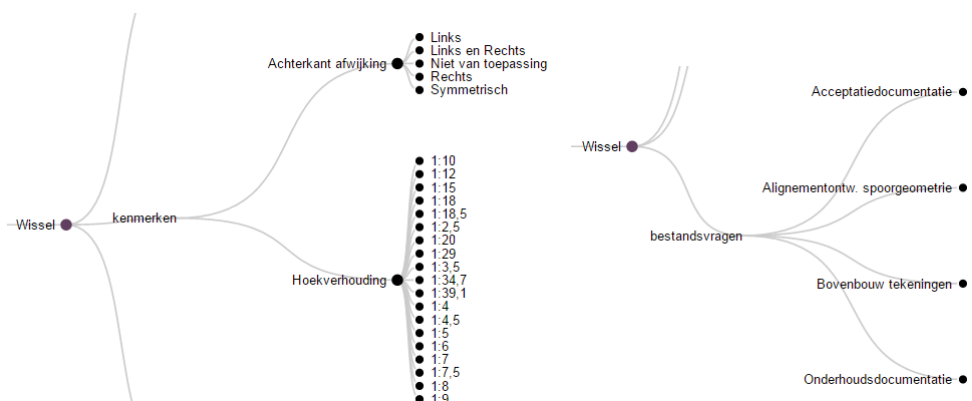 Wissel
kenmerken
Achterkant afwijking
Links
Links en Rechts
Niet van toepassing
Rechts
Symmetrisch
Hoekverhouding
1:10
1:12
1:15
1:18
1:18,5
1:2,5
1:20
1:29
1:3,5
1:34,7
1:39,1
1:4
1:4,5
1:5
1:6
1:7
1:7,5
1:8
1:9
Wissel
bestandsvragen
Acceptatiedocumentatie
Alignementontw. spoorgeometrie
Bovenbouw tekeningen
Onderhoudsdocumentatie